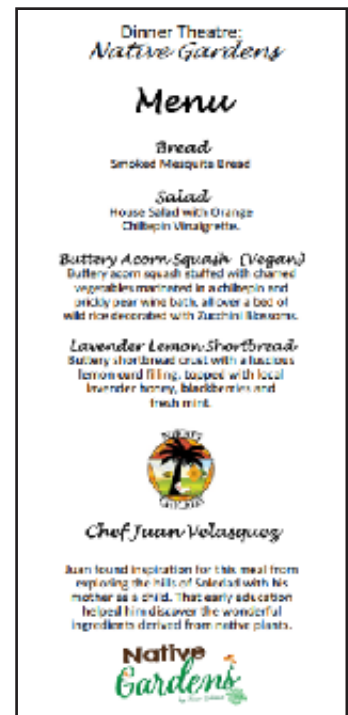 Dinner Theatre:
Native Gardens
Menu
Bread
Smoked Mesquite Bread
Salad
House Salad with Orange
Chiltepin Vinaigrette.
Buttery Acorn Squash (Vegan)
Buttery acorn squash stuffed with charred
vegetables marinated in a chiltepin and
prickly pear wine bath, all over a bed of
wild rice decorated with Zucchini Blossoms.
Lavender Lemon Shortbread
Buttery shortbread crust with a luscious
lemon curd filling, topped with local
lavender honey, blackberries and
fresh mint.
Chef Juan Velasquez
Juan found inspiration for this meal from
exploring the hills of Soledad with his
mother as a child. That early education
helped him discover the wonderful
ingredients derived from native plants.
Native
Gardens